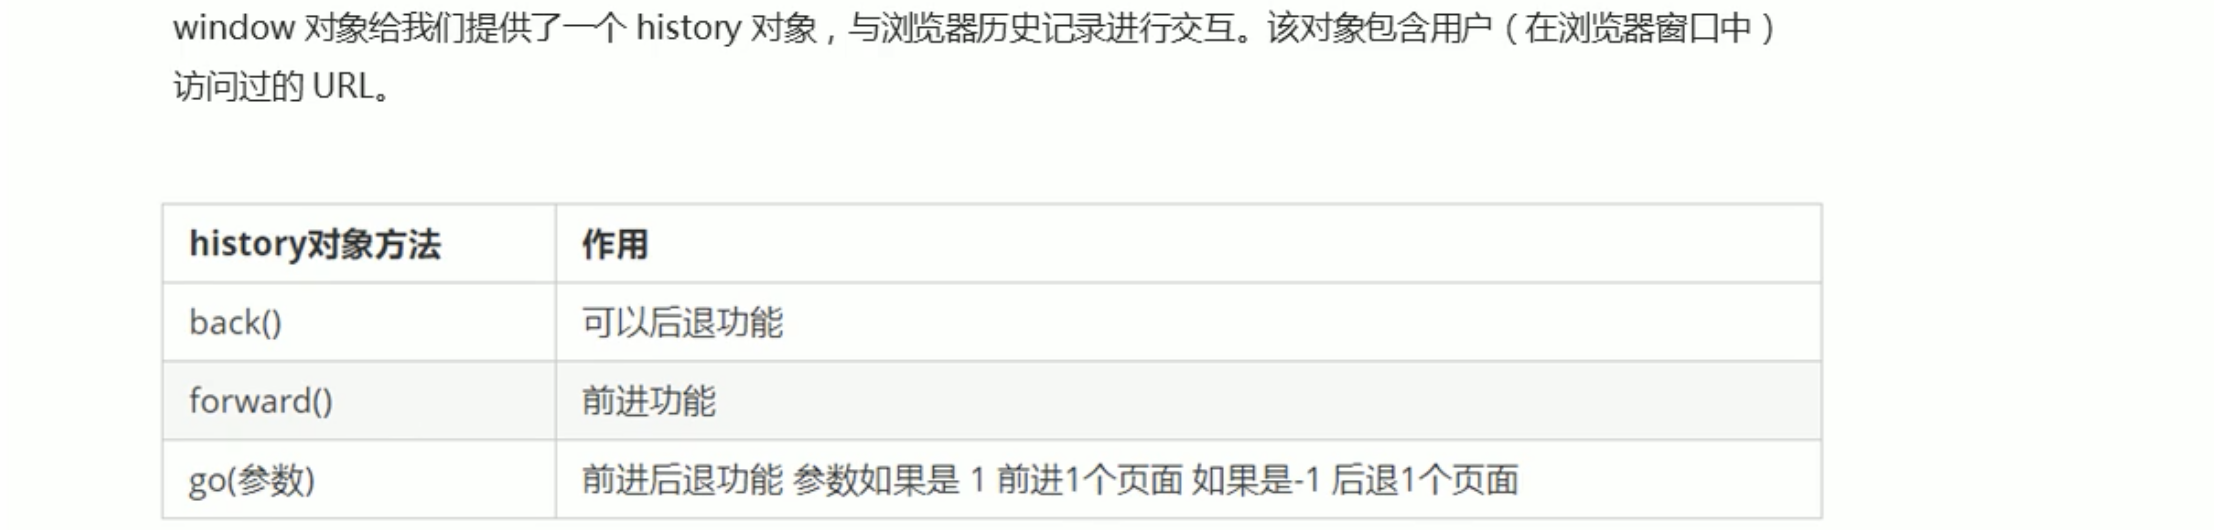 window 对象给我们提供了一个 history 对象，与浏览器历史记录进行交互。该对象包含用户（在浏览器窗口中）
访问过的 URL。
history对象方法 作用
back() 可以后退功能
forward() 前进功能
go(参数) 前进后退功能 参数如果是 1 前进1个页面 如果是-1 后退1个页面